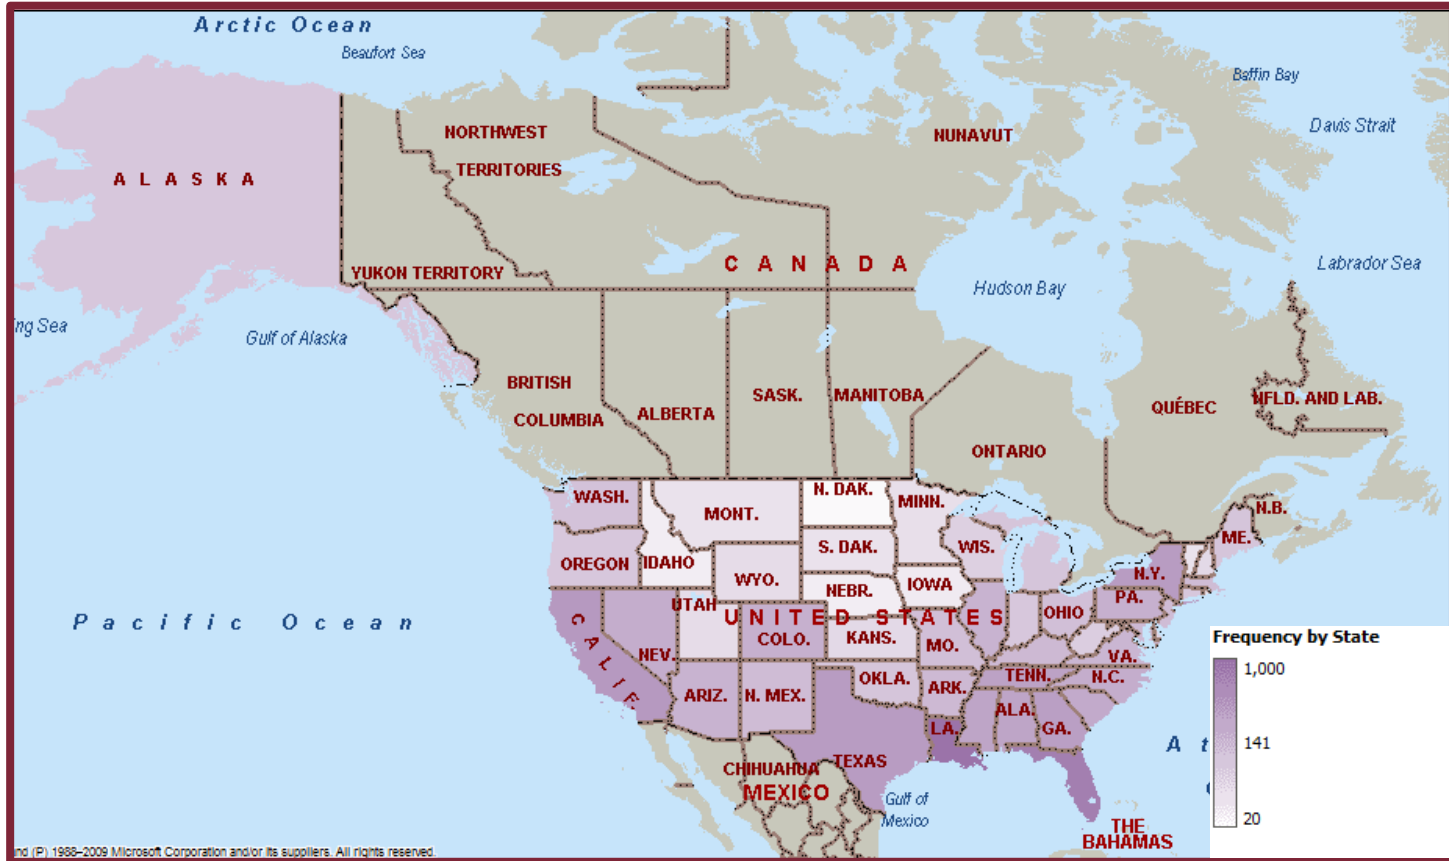 Arctic Ocean
Beaufort Sea
Baffin Bay
Davis Strait
NORTHWEST
TERRITORIES
NUNAVUT
ALASKA
CANADA
YUKON TERRITORY
Labrador Sea
Hudson Bay
ng Sea
Gulf of Alaska
BRITISH
COLUMBIA
ALBERTA
SASK.
MANITOBA
QUÉBEC
NFLD. AND LAB.
ONTARIO
N.B.
WASH.
MONT.
N. DAK.
MINN.
ME.
OREGON
IDAHO
S. DAK.
WIS.
N.Y.
WYO.
NEBR.
IOWA
PA.
UTAH
UNITED STATES
OHIO
Pacific Ocean
CALIF.
NEV.
COLO.
KANS.
MO.
VA.
ARIZ.
N. MEX.
OKLA.
ARK.
TENN.
N.C.
LA.
ALA.
GA.
At
TEXAS
CHIHUAHUA
MEXICO
Gulf of
Mexico
THE
BAHAMAS
Frequency by State
1,000
141
20
nd (P) 1988–2009 Microsoft Corporation and/or its suppliers. All rights reserved.